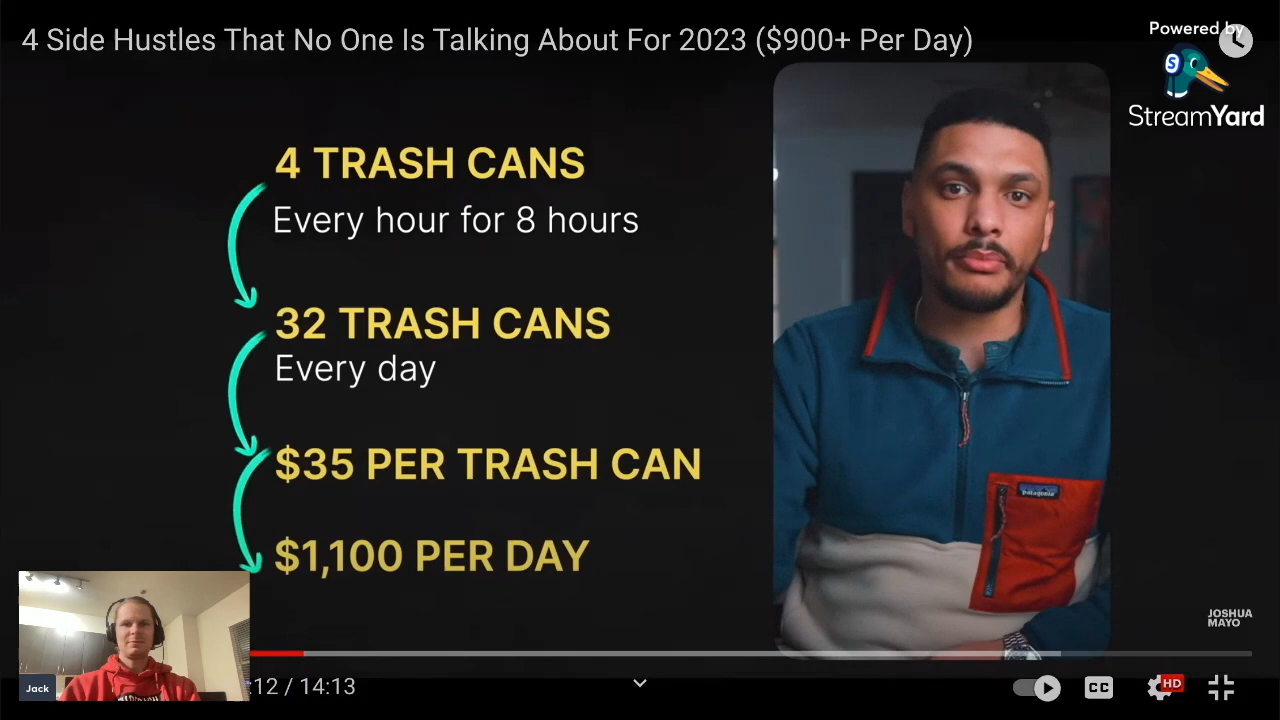 4 Side Hustles That No One Is Talking About For 2023 ($900+ Per Day)
Powered by
S
StreamYard
4 TRASH CANS
Every hour for 8 hours
32 TRASH CANS
Every day
$35 PER TRASH CAN
$1,100 PER DAY
patagonia
JOSHUA
MAYO
Jack
:12 / 14:13
CC
HD